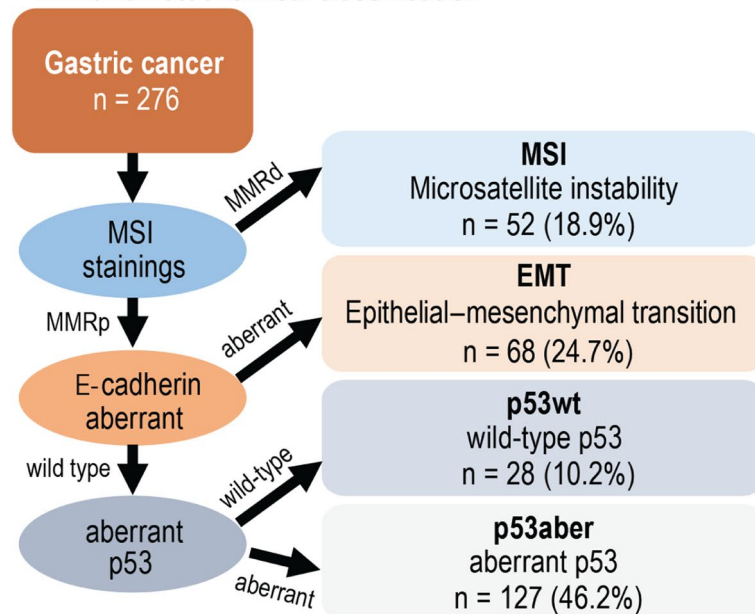 Gastric cancer
n = 276
MMRd
MSI
Microsatellite instability
n = 52 (18.9%)
MSI
stainings
MMRp
aberrant
EMT
Epithelial–mesenchymal transition
n = 68 (24.7%)
E-cadherin
aberrant
wild type
wild-type
p53wt
wild-type p53
n = 28 (10.2%)
aberrant
p53
aberrant
p53aber
aberrant p53
n = 127 (46.2%)